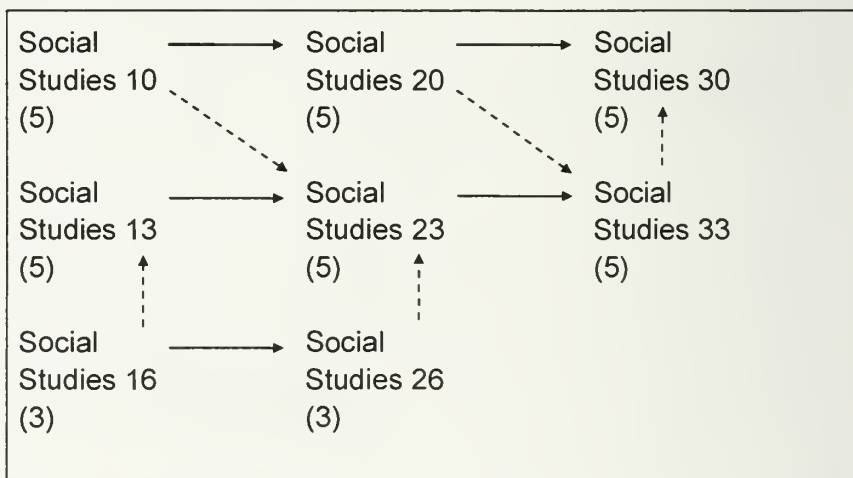 Social
Studies 10
(5)
Social
Studies 20
(5)
Social
Studies 30
(5)
Social
Studies 13
(5)
Social
Studies 23
(5)
Social
Studies 33
(5)
Social
Studies 16
(3)
Social
Studies 26
(3)